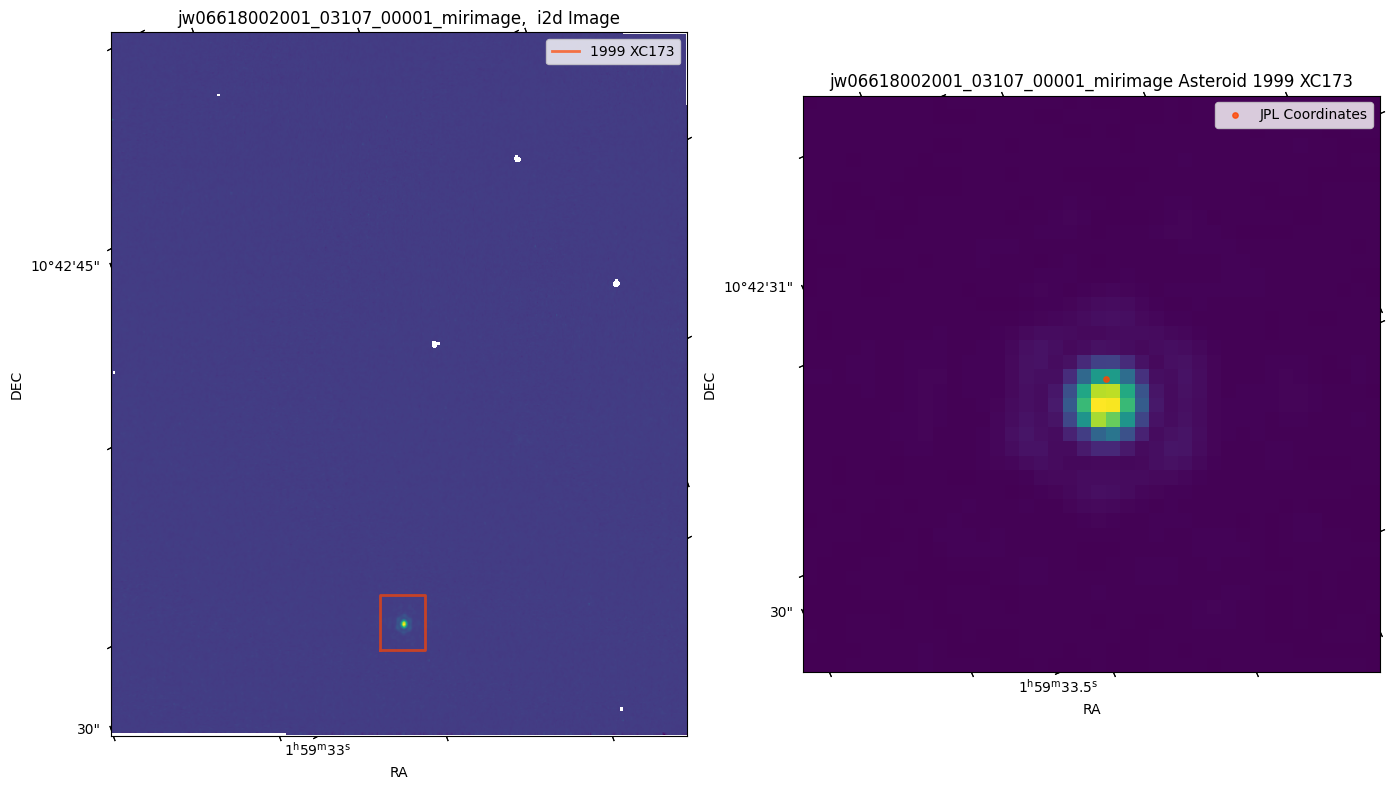 jw06618002001_03107_00001_mirimage,  i2d Image
1999 XC173
10°42'45"
DEC
30"
1h59m33s
RA
jw06618002001_03107_00001_mirimage Asteroid 1999 XC173
JPL Coordinates
10°42'31"
DEC
30"
1h59m33.5s
RA